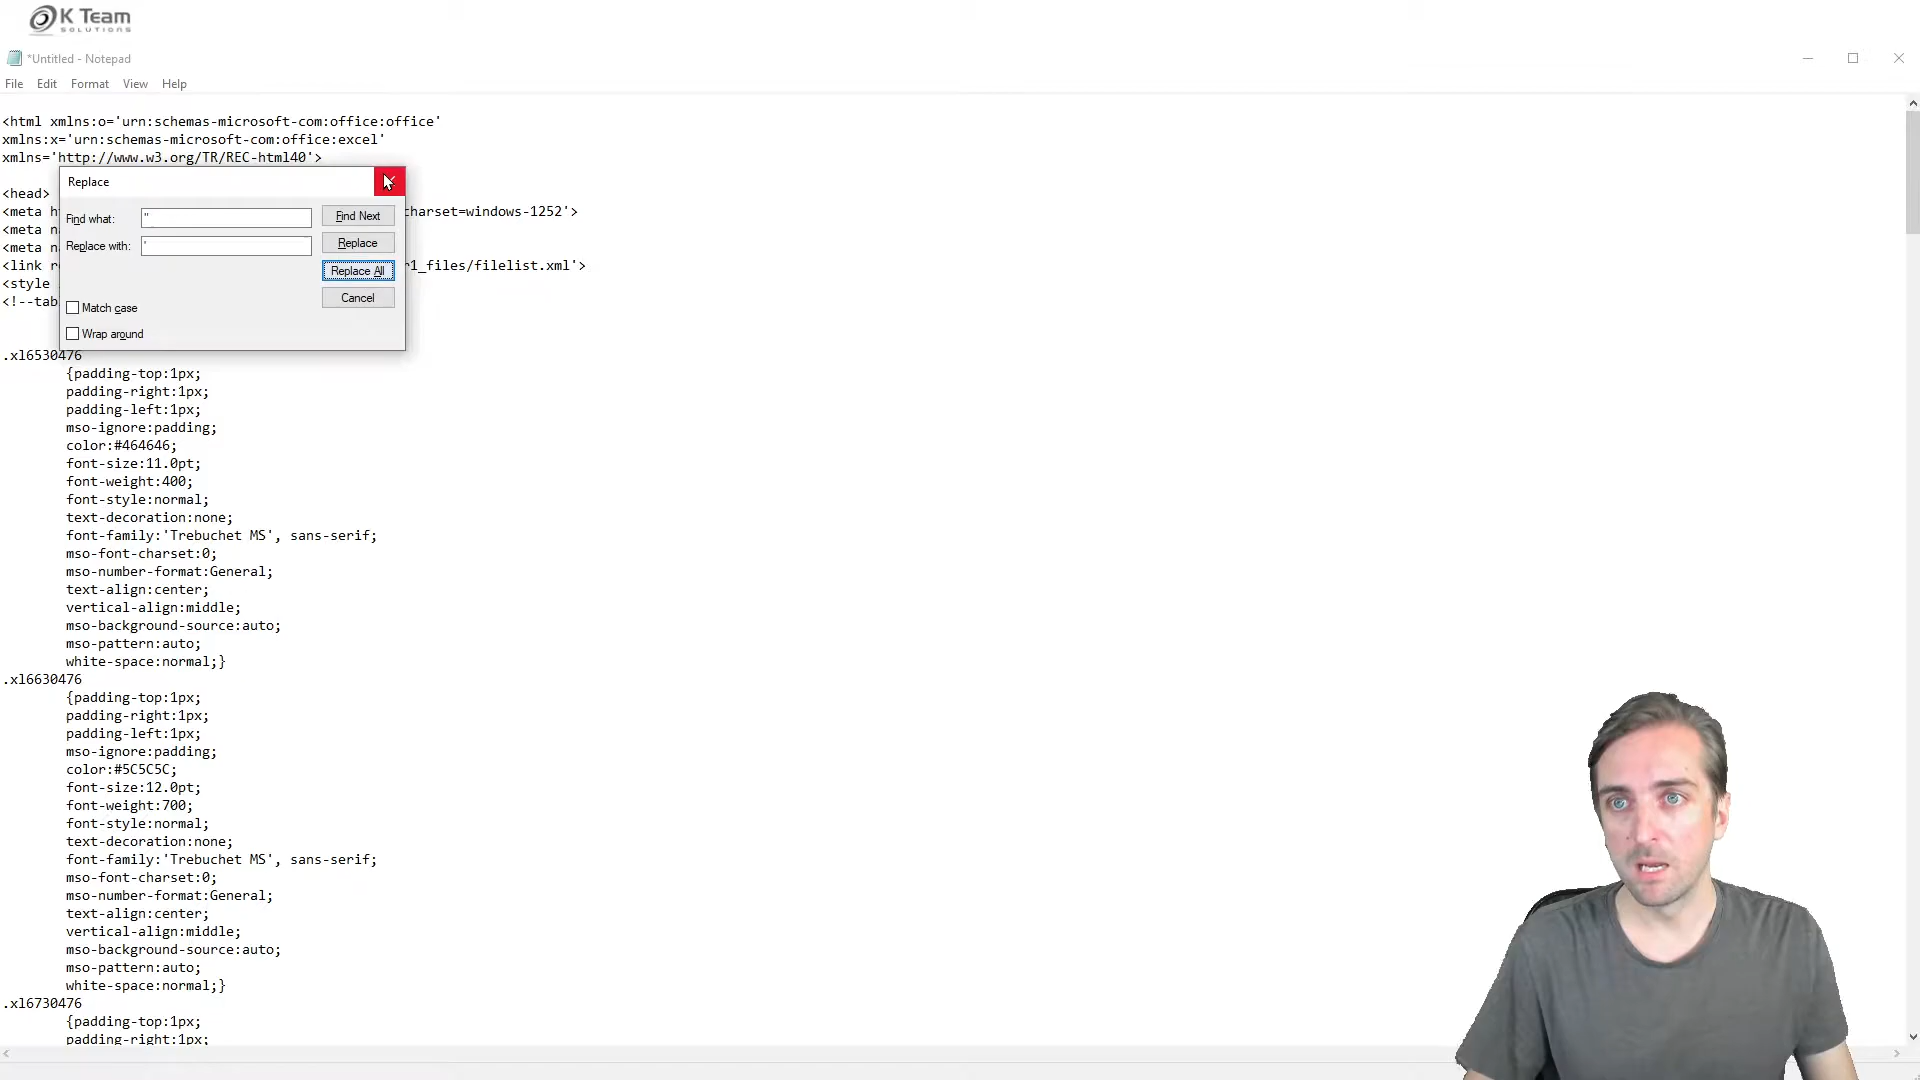 K Team
SOLUTIONS
*Untitled - Notepad
File Edit Format View Help
<html xmlns:o='urn:schemas-microsoft-com:office:office'
xmlns:x='urn:schemas-microsoft-com:office:excel'
xmlns='http://www.w3.org/TR/REC-html40'>
Replace
<head>
<meta h charset=windows-1252'>
Find what: " Find Next
<meta n
<meta n
Replace with: ' Replace
<link r r1_files/filelist.xml'>
Replace All
<style
<!--tab
Cancel
Match case
Wrap around
.xl6530476
{padding-top:1px;
padding-right:1px;
padding-left:1px;
mso-ignore:padding;
color:#464646;
font-size:11.0pt;
font-weight:400;
font-style:normal;
text-decoration:none;
font-family:'Trebuchet MS', sans-serif;
mso-font-charset:0;
mso-number-format:General;
text-align:center;
vertical-align:middle;
mso-background-source:auto;
mso-pattern:auto;
white-space:normal;}
.xl6630476
{padding-top:1px;
padding-right:1px;
padding-left:1px;
mso-ignore:padding;
color:#5C5C5C;
font-size:12.0pt;
font-weight:700;
font-style:normal;
text-decoration:none;
font-family:'Trebuchet MS', sans-serif;
mso-font-charset:0;
mso-number-format:General;
text-align:center;
vertical-align:middle;
mso-background-source:auto;
mso-pattern:auto;
white-space:normal;}
.xl6730476
{padding-top:1px;
padding-right:1px;